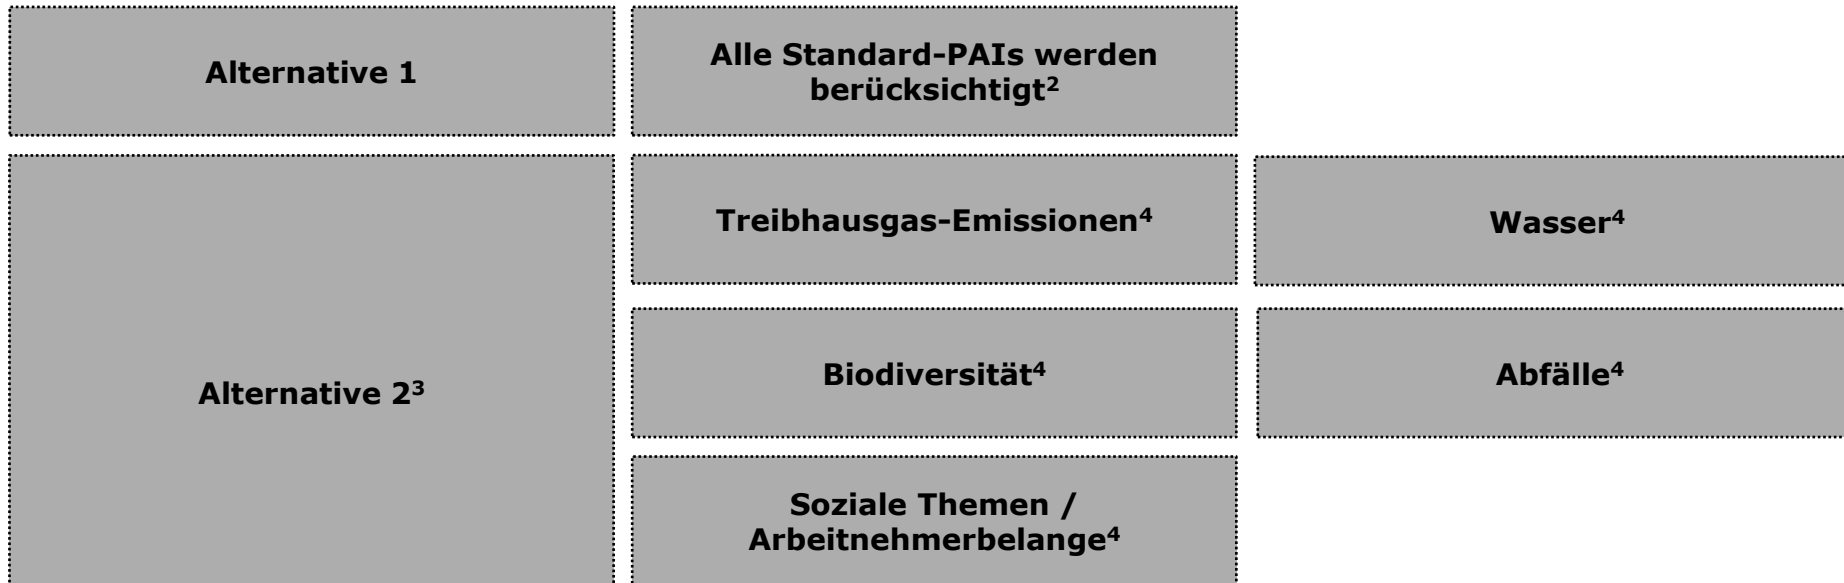 Alternative 1
Alle Standard-PAIs werden
berücksichtigt²
Alternative 2³
Treibhausgas-Emissionen⁴
Wasser⁴
Biodiversität⁴
Abfälle⁴
Soziale Themen /
Arbeitnehmerbelange⁴